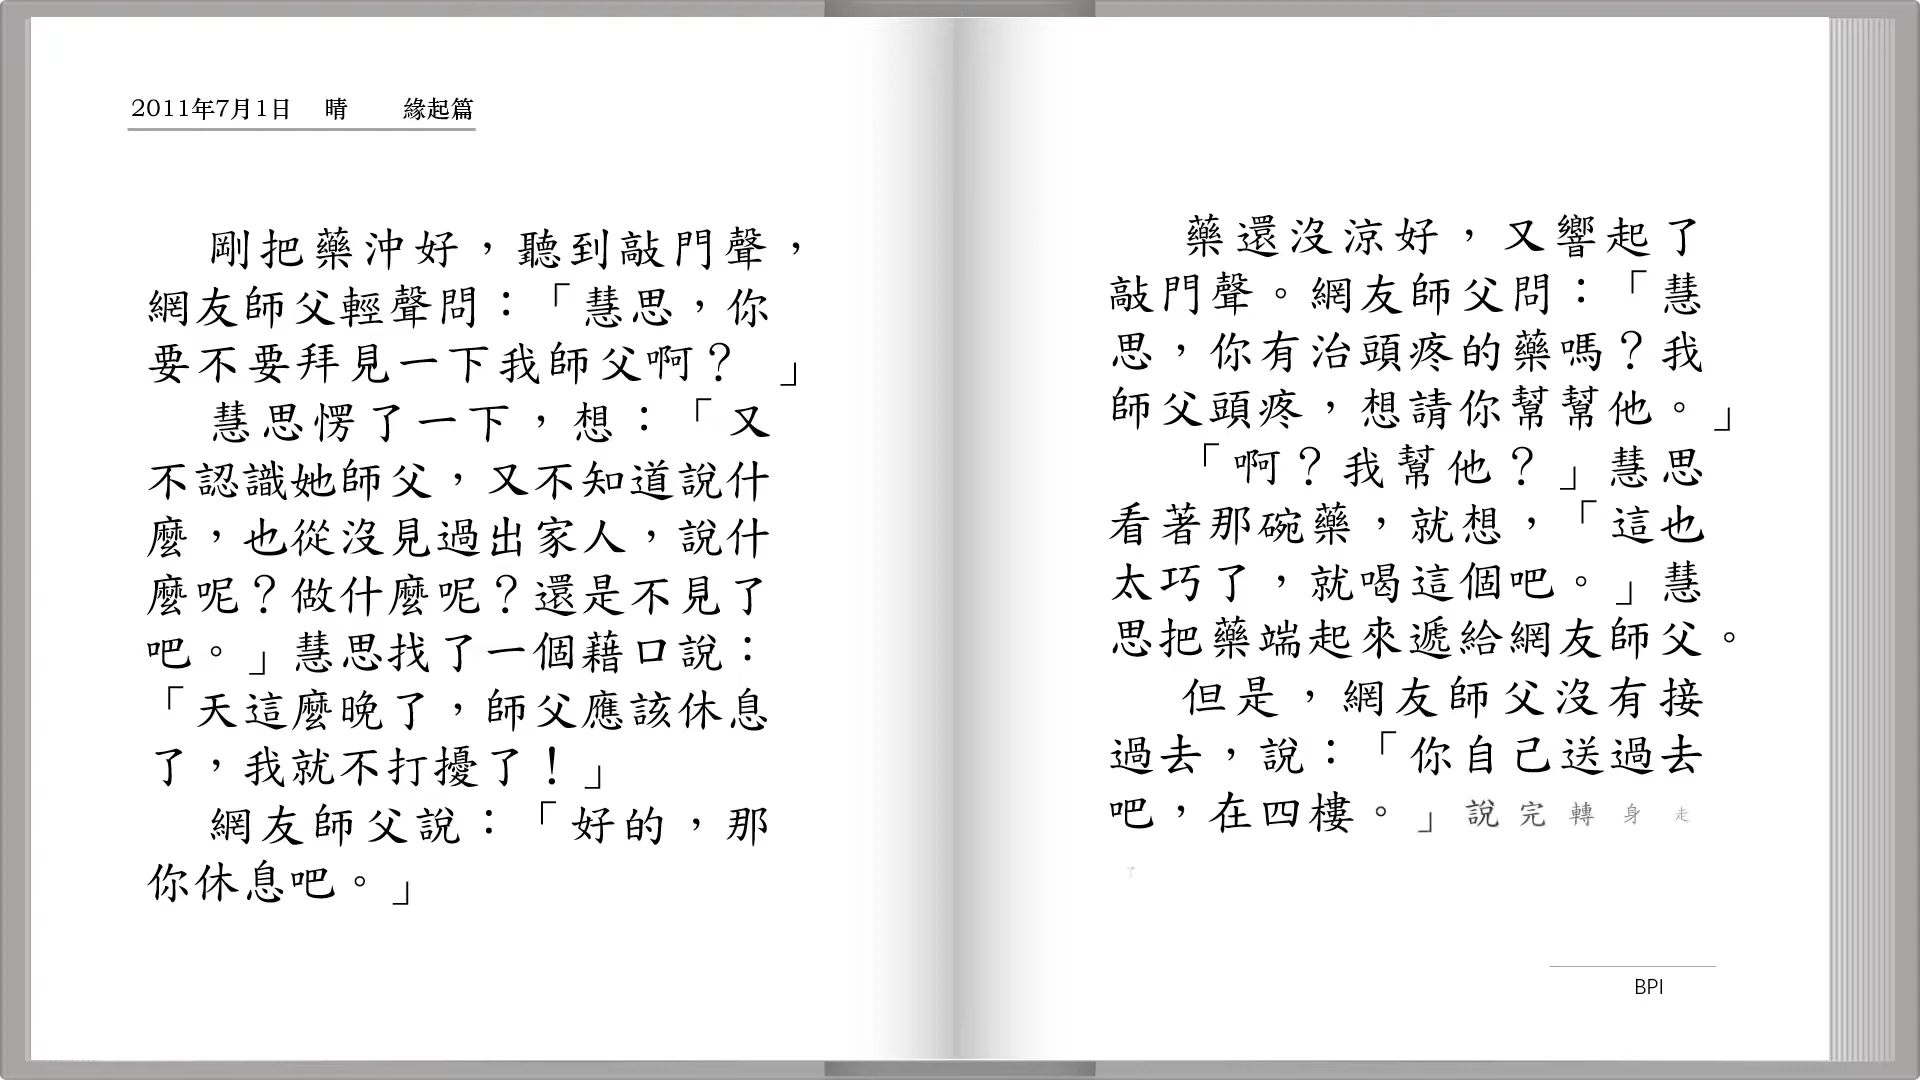 2011年7月1日 晴 緣起篇
剛把藥沖好，聽到敲門聲，
網友師父輕聲問：「慧思，你
要不要拜見一下我師父啊？」
慧思愣了一下，想：「又
不認識她師父，又不知道說什
麼，也從沒見過出家人，說什
麼呢？做什麼呢？還是不見了
吧。」慧思找了一個藉口說：
「天這麼晚了，師父應該休息
了，我就不打擾了！」
網友師父說：「好的，那
你休息吧。」
藥還沒涼好，又響起了
敲門聲。網友師父問：「慧
思，你有治頭疼的藥嗎？我
師父頭疼，想請你幫幫他。」
「啊？我幫他？」慧思
看著那碗藥，就想，「這也
太巧了，就喝這個吧。」慧
思把藥端起來遞給網友師父。
但是，網友師父沒有接
過去，說：「你自己送過去
吧，在四樓。」說完轉身走
了
BPI